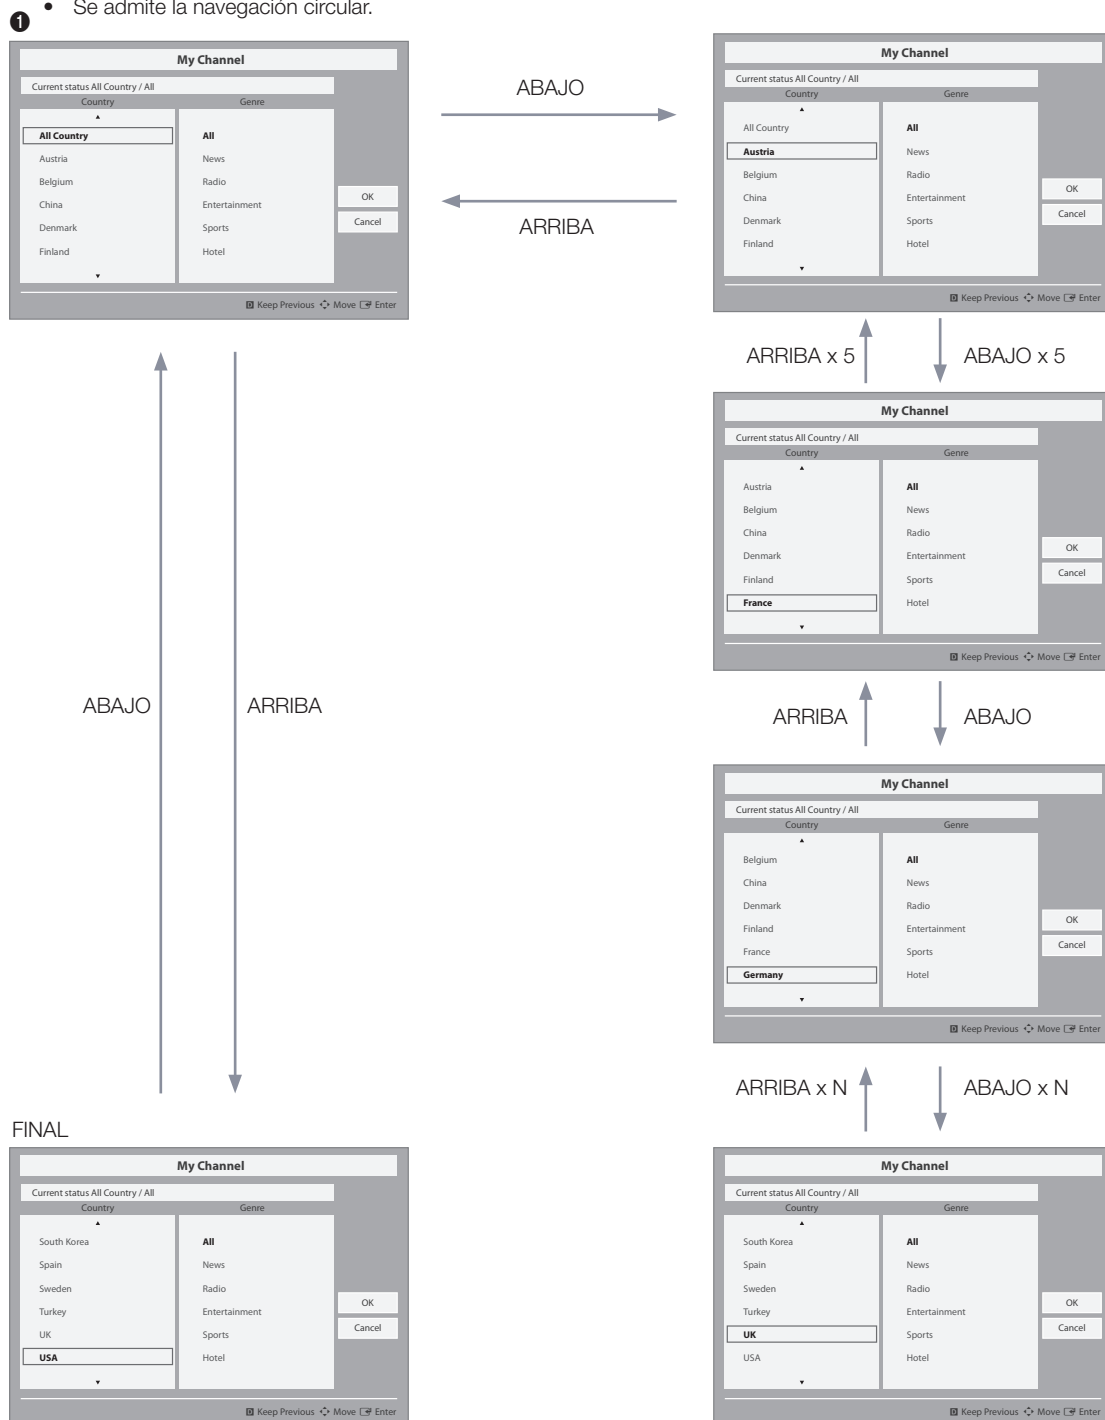 • Se admite la navegación circular.
❶
My Channel
Current status All Country / All
Country Genre
▲
All Country All
Austria News
Belgium Radio
China Entertainment
Denmark Sports
Finland Hotel
▼
OK
Cancel
D Keep Previous Move Enter
ABAJO
ARRIBA
My Channel
Current status All Country / All
Country Genre
▲
All Country All
Austria News
Belgium Radio
China Entertainment
Denmark Sports
Finland Hotel
▼
OK
Cancel
D Keep Previous Move Enter
ARRIBA x 5 ABAJO x 5
My Channel
Current status All Country / All
Country Genre
▲
Austria All
Belgium News
China Radio
Denmark Entertainment
Finland Sports
France Hotel
▼
OK
Cancel
D Keep Previous Move Enter
ABAJO ARRIBA
ARRIBA ABAJO
My Channel
Current status All Country / All
Country Genre
▲
Belgium All
China News
Denmark Radio
Finland Entertainment
France Sports
Germany Hotel
▼
OK
Cancel
D Keep Previous Move Enter
ARRIBA x N ABAJO x N
FINAL
My Channel
Current status All Country / All
Country Genre
▲
South Korea All
Spain News
Sweden Radio
Turkey Entertainment
UK Sports
USA Hotel
▼
OK
Cancel
D Keep Previous Move Enter
My Channel
Current status All Country / All
Country Genre
▲
South Korea All
Spain News
Sweden Radio
Turkey Entertainment
UK Sports
USA Hotel
▼
OK
Cancel
D Keep Previous Move Enter